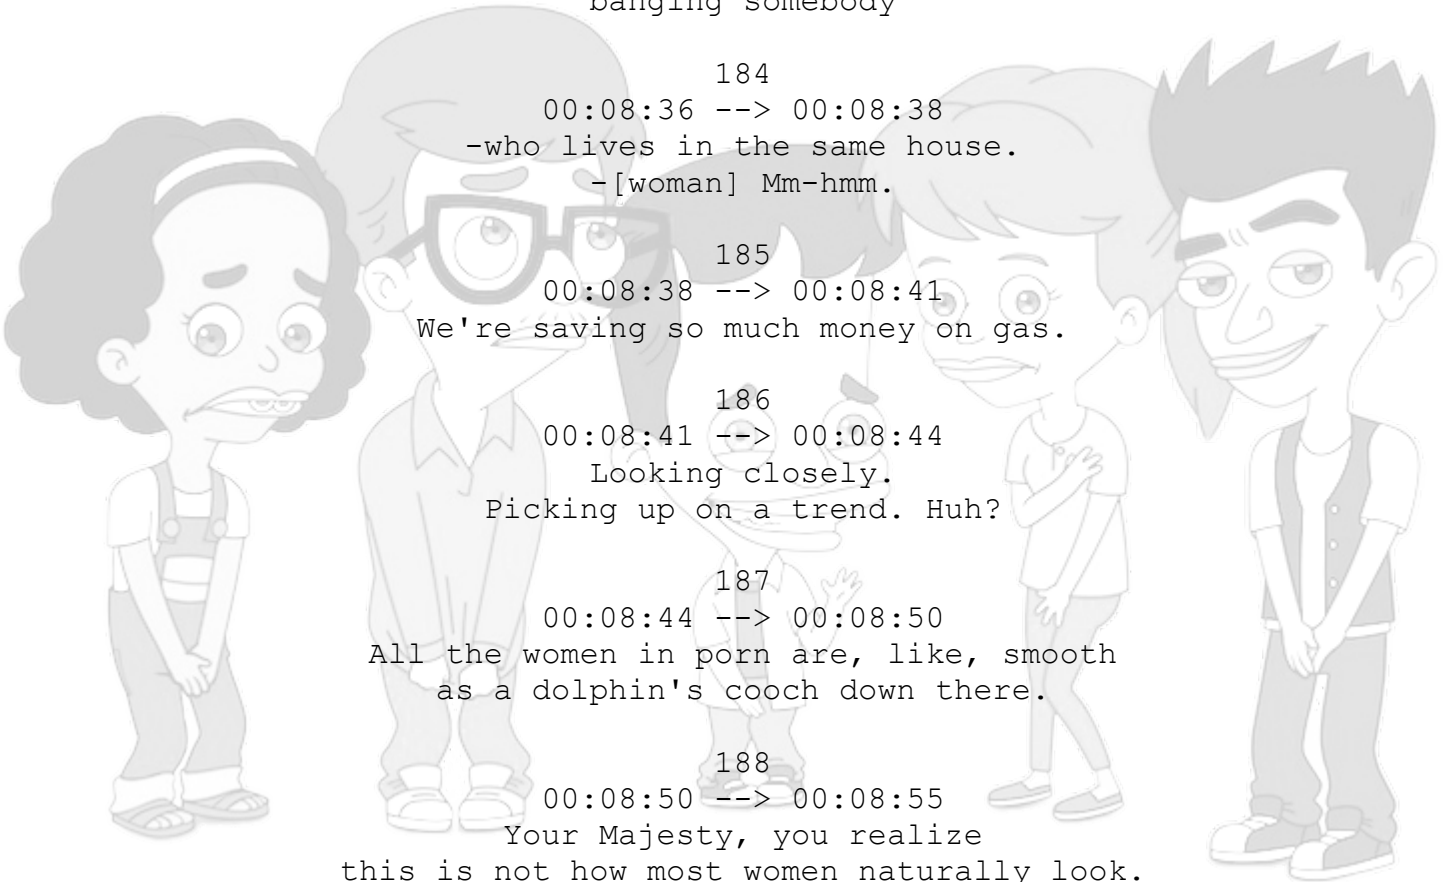 banging somebody
184
00:08:36 --> 00:08:38
-who lives in the same house.
-[woman] Mm-hmm.
185
00:08:38 --> 00:08:41
We're saving so much money on gas.
186
00:08:41 --> 00:08:44
Looking closely.
Picking up on a trend. Huh?
187
00:08:44 --> 00:08:50
All the women in porn are, like, smooth
as a dolphin's cooch down there.
188
00:08:50 --> 00:08:55
Your Majesty, you realize
this is not how most women naturally look.